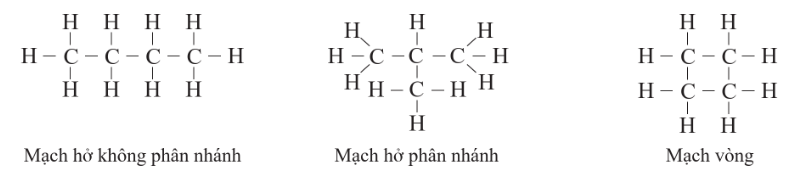 H H H H
H – C – C – C – C – H
H H H H
Mạch hở không phân nhánh
H H H
H – C – C – C – H
H H – C – H H
H
Mạch hở phân nhánh
H H
H – C – C – H
H – C – C – H
H H
Mạch vòng